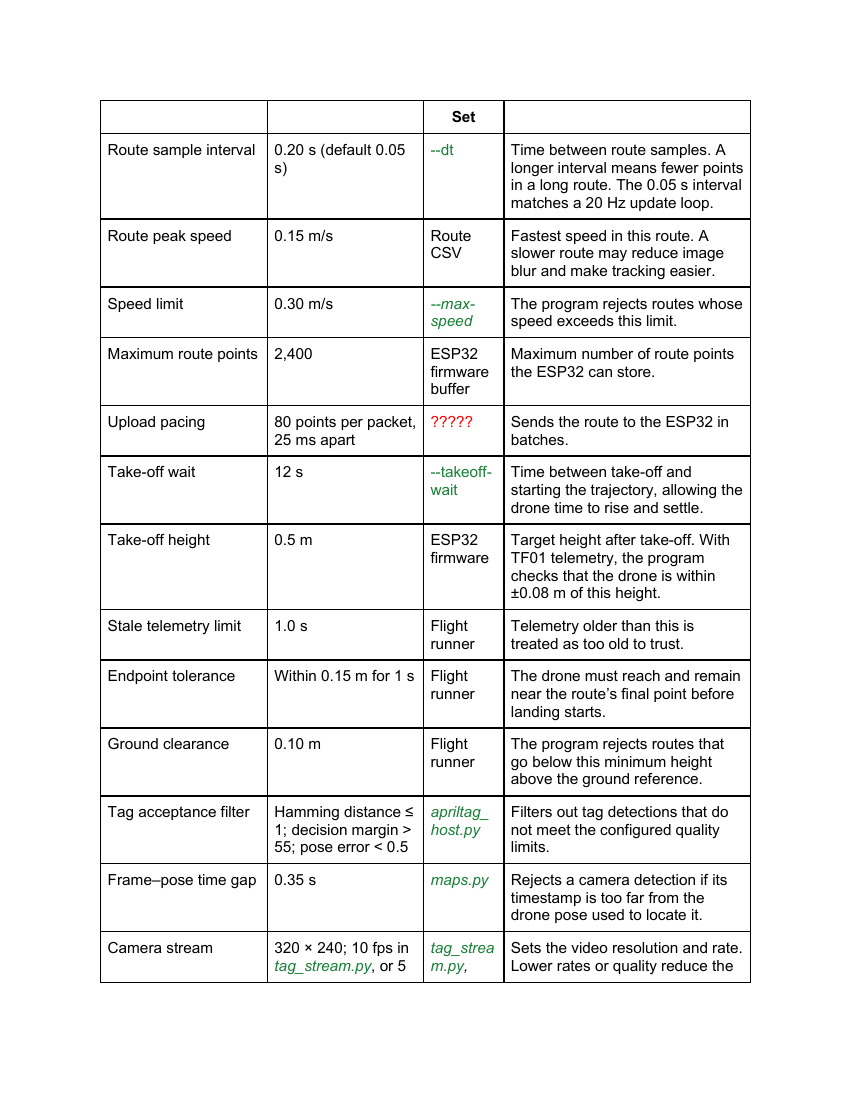 Set
Route sample interval
0.20 s (default 0.05
s)
--dt
Time between route samples. A
longer interval means fewer points
in a long route. The 0.05 s interval
matches a 20 Hz update loop.
Route peak speed
0.15 m/s
Route
CSV
Fastest speed in this route. A
slower route may reduce image
blur and make tracking easier.
Speed limit
0.30 m/s
--max-
speed
The program rejects routes whose
speed exceeds this limit.
Maximum route points
2,400
ESP32
firmware
buffer
Maximum number of route points
the ESP32 can store.
Upload pacing
80 points per packet,
25 ms apart
?????
Sends the route to the ESP32 in
batches.
Take-off wait
12 s
--takeoff-
wait
Time between take-off and
starting the trajectory, allowing the
drone time to rise and settle.
Take-off height
0.5 m
ESP32
firmware
Target height after take-off. With
TF01 telemetry, the program
checks that the drone is within
±0.08 m of this height.
Stale telemetry limit
1.0 s
Flight
runner
Telemetry older than this is
treated as too old to trust.
Endpoint tolerance
Within 0.15 m for 1 s
Flight
runner
The drone must reach and remain
near the route’s final point before
landing starts.
Ground clearance
0.10 m
Flight
runner
The program rejects routes that
go below this minimum height
above the ground reference.
Tag acceptance filter
Hamming distance ≤
1; decision margin >
55; pose error < 0.5
apriltag_
host.py
Filters out tag detections that do
not meet the configured quality
limits.
Frame–pose time gap
0.35 s
maps.py
Rejects a camera detection if its
timestamp is too far from the
drone pose used to locate it.
Camera stream
320 × 240; 10 fps in
tag_stream.py, or 5
tag_strea
m.py,
Sets the video resolution and rate.
Lower rates or quality reduce the